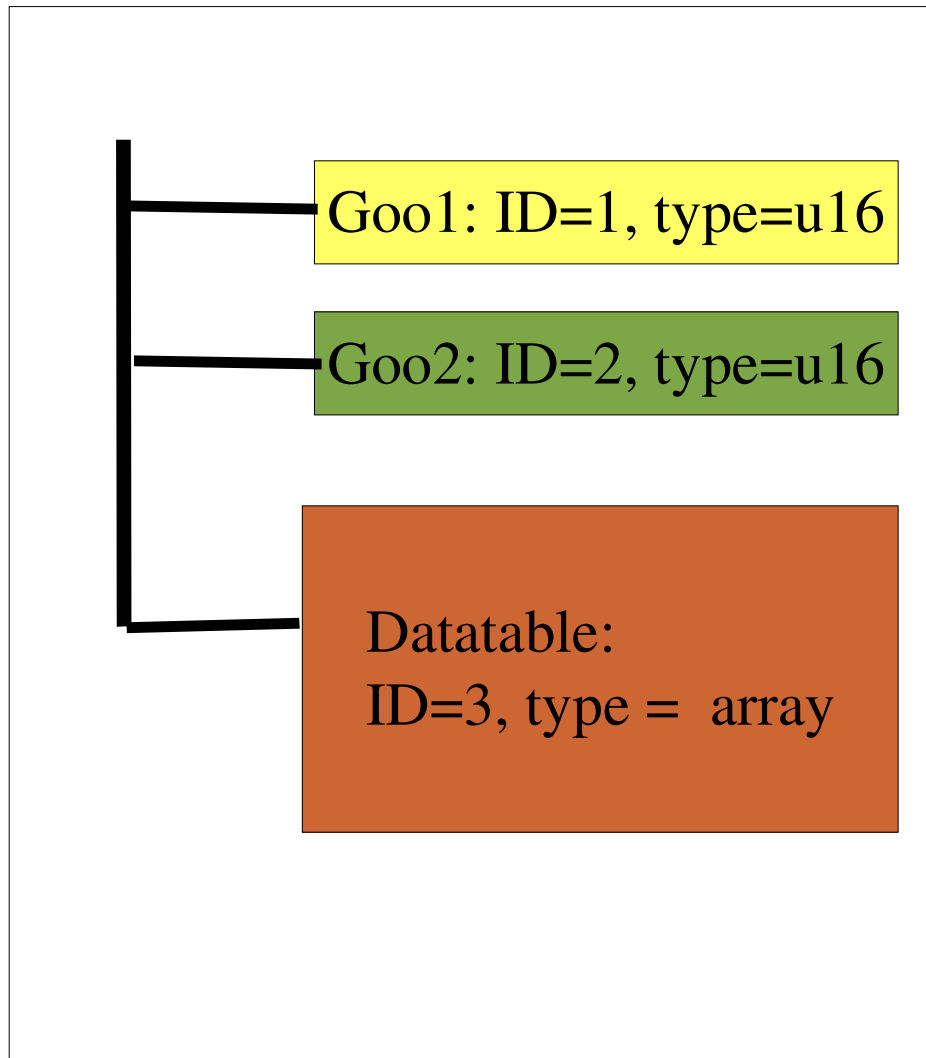 Goo1: ID=1, type=u16
Goo2: ID=2, type=u16
Datatable:
ID=3, type =  array